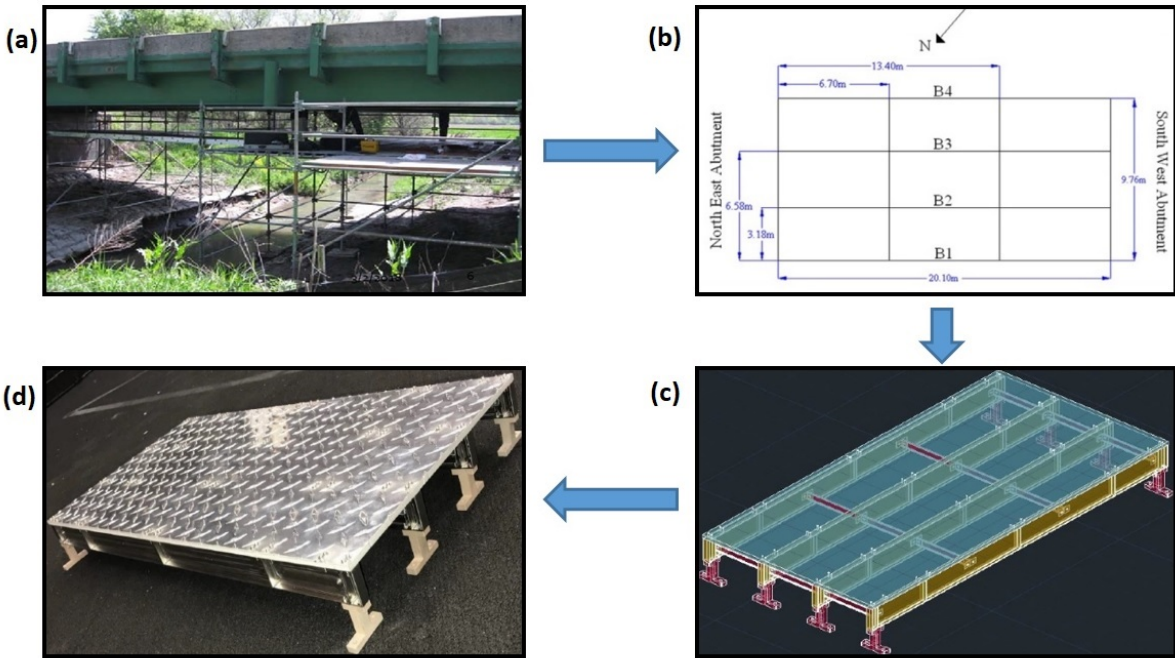 (a)
(b)
N
13.40m
6.70m
B4
B3
North East Abutment
South West Abutment
6.58m
9.76m
B2
3.18m
B1
20.10m
6
(d)
(c)